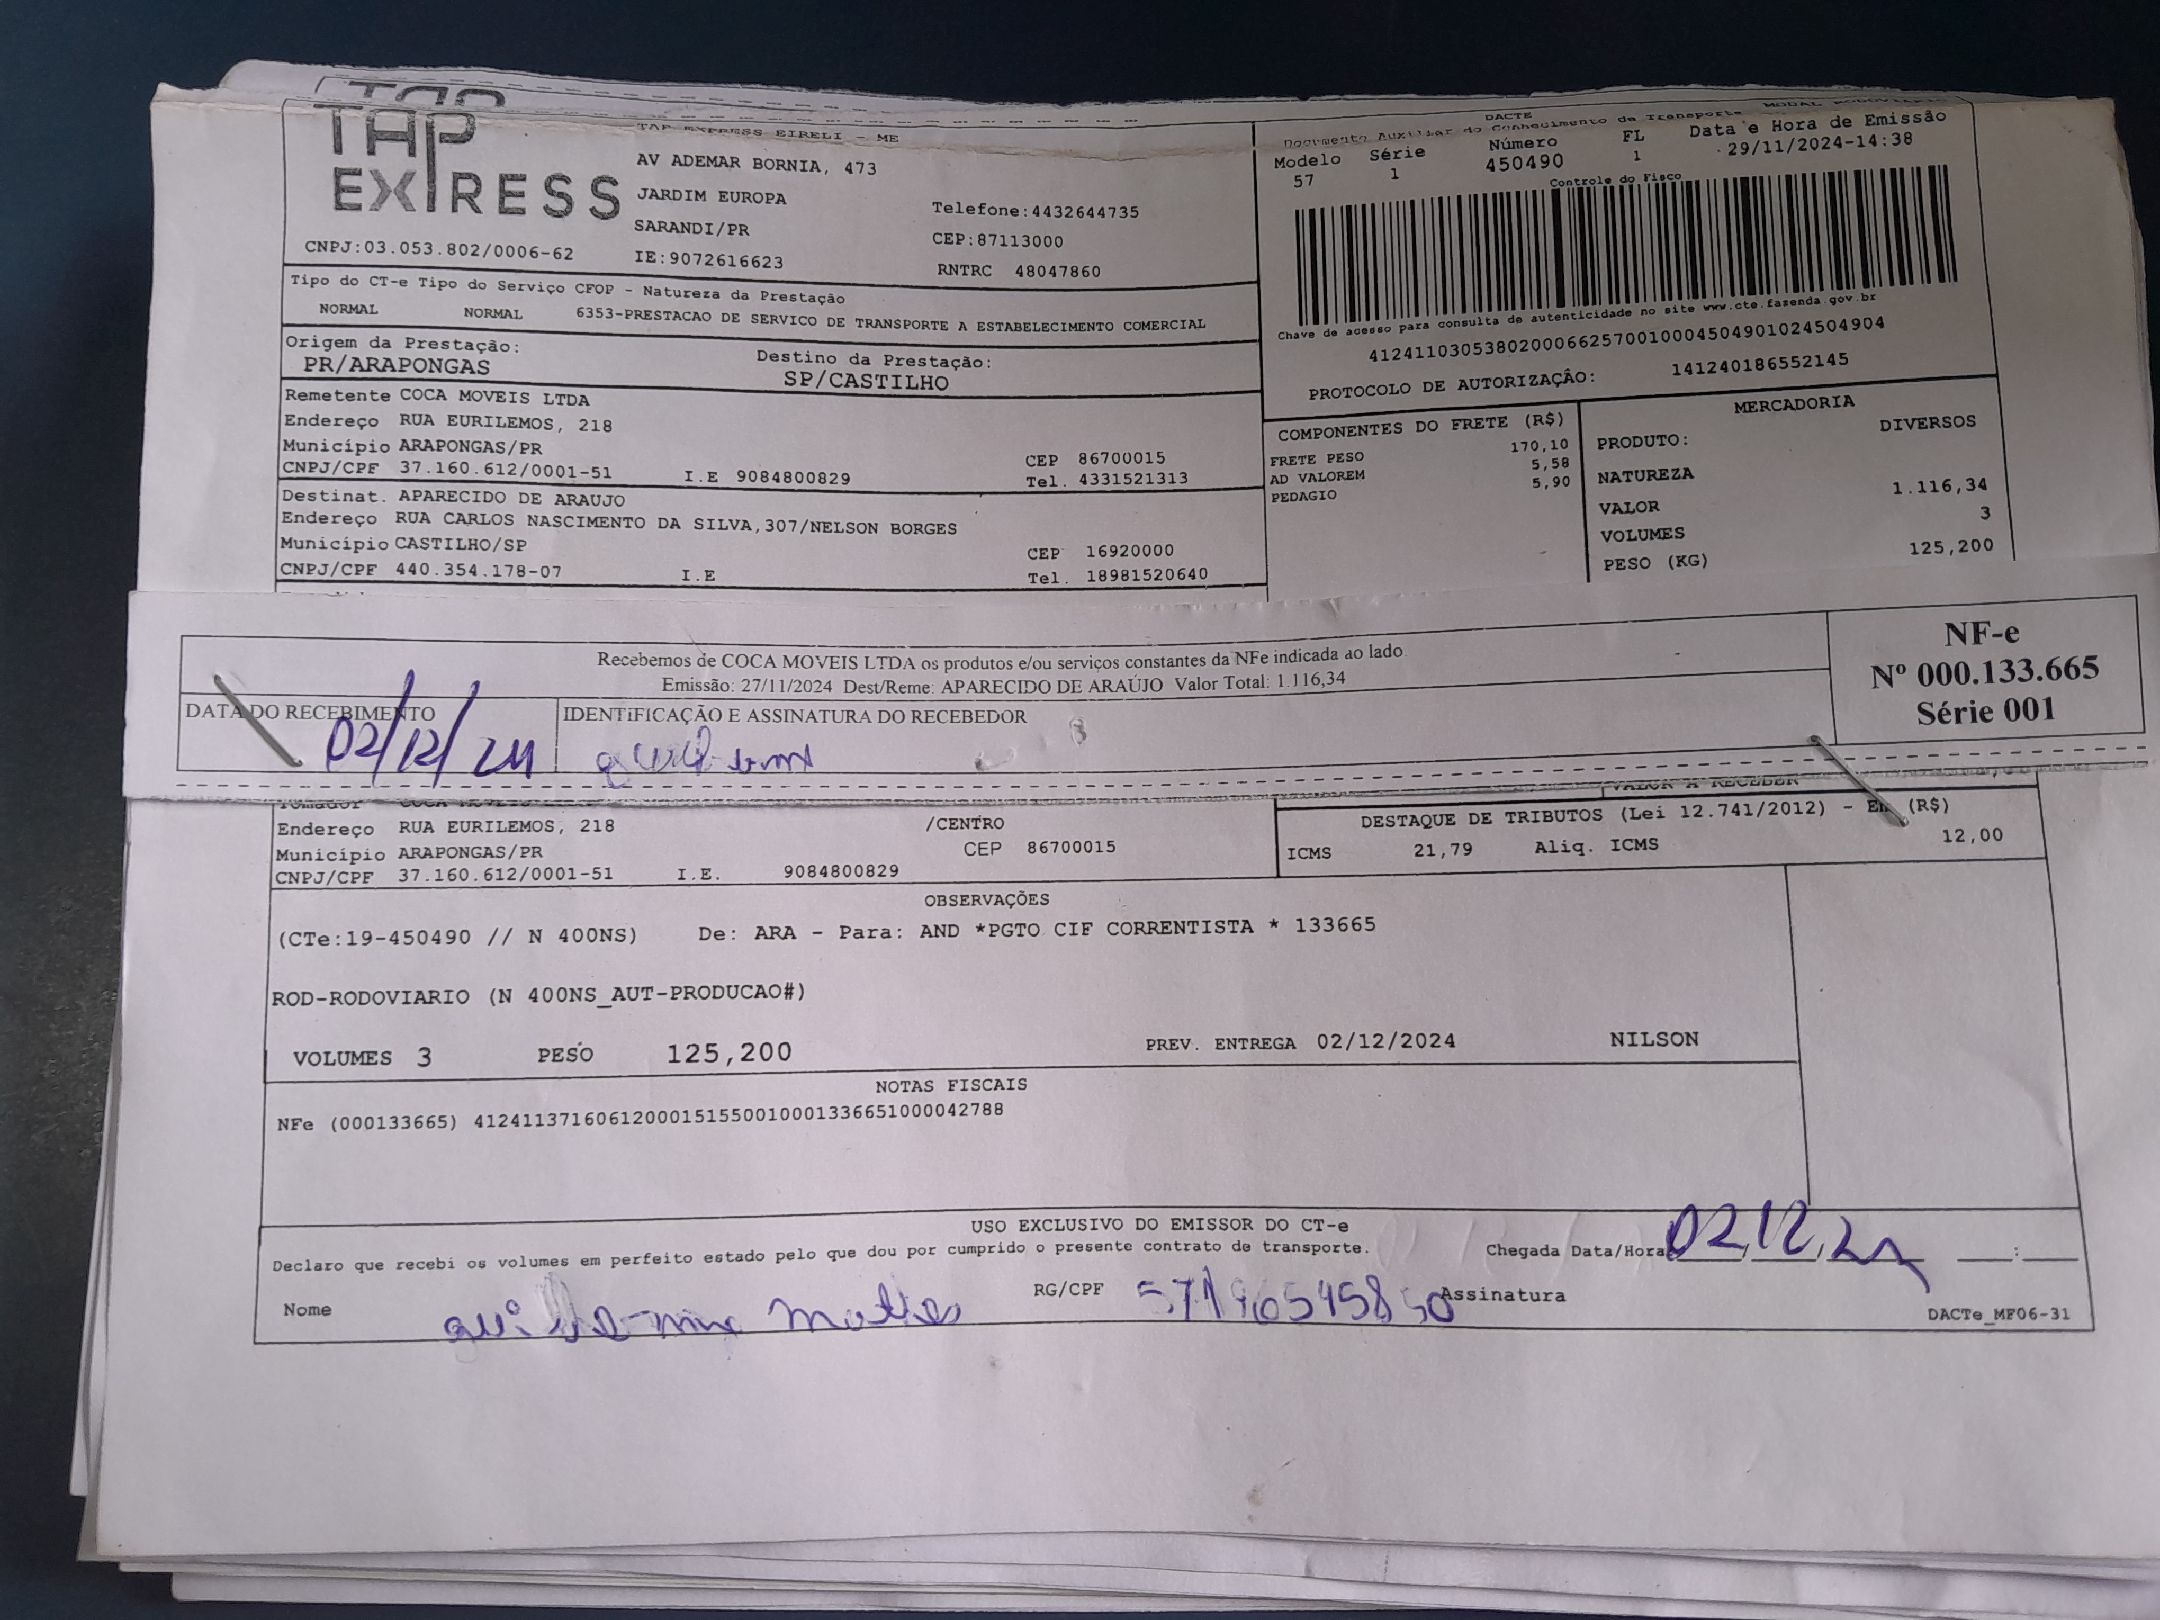 TAP
EXPRESS
TAP EXPRESS EIRELI - ME
AV ADEMAR BORNIA, 473
JARDIM EUROPA
SARANDI/PR
IE:9072616623
Telefone:4432644735
CEP:87113000
RNTRC 48047860
CNPJ:03.053.802/0006-62
DACTE MODAL RODOVIARIO
Documento Auxiliar do Conhecimento de Transporte
Modelo Série Número FL Data e Hora de Emissão
57 1 450490 1 29/11/2024-14:38
Controle do Fisco
Chave de acesso para consulta de autenticidade no site www.cte.fazenda.gov.br
41241103053802000662570010004504901024504904
PROTOCOLO DE AUTORIZAÇÂO: 141240186552145
Tipo do CT-e Tipo do Serviço CFOP - Natureza da Prestação
NORMAL NORMAL 6353-PRESTACAO DE SERVICO DE TRANSPORTE A ESTABELECIMENTO COMERCIAL
Origem da Prestação: Destino da Prestação:
PR/ARAPONGAS SP/CASTILHO
Remetente COCA MOVEIS LTDA
Endereço RUA EURILEMOS, 218
Município ARAPONGAS/PR CEP 86700015
CNPJ/CPF 37.160.612/0001-51 I.E 9084800829 Tel. 4331521313
Destinat. APARECIDO DE ARAUJO
Endereço RUA CARLOS NASCIMENTO DA SILVA,307/NELSON BORGES
Município CASTILHO/SP CEP 16920000
CNPJ/CPF 440.354.178-07 I.E Tel. 18981520640
COMPONENTES DO FRETE (R$)
FRETE PESO 170,10
AD VALOREM 5,58
PEDAGIO 5,90
MERCADORIA
PRODUTO: DIVERSOS
NATUREZA
VALOR 1.116,34
VOLUMES 3
PESO (KG) 125,200
Recebemos de COCA MOVEIS LTDA os produtos e/ou serviços constantes da NFe indicada ao lado
Emissão: 27/11/2024 Dest/Reme: APARECIDO DE ARAÚJO Valor Total: 1.116,34
DATA DO RECEBIMENTO IDENTIFICAÇÃO E ASSINATURA DO RECEBEDOR
02/12/24
NF-e
Nº 000.133.665
Série 001
VALOR A RECEBER
Tomador COCA MOVEIS
Endereço RUA EURILEMOS, 218 /CENTRO
Município ARAPONGAS/PR CEP 86700015
CNPJ/CPF 37.160.612/0001-51 I.E. 9084800829
DESTAQUE DE TRIBUTOS (Lei 12.741/2012) - Em (R$)
ICMS 21,79 Aliq. ICMS 12,00
OBSERVAÇÕES
(CTe:19-450490 // N 400NS) De: ARA - Para: AND *PGTO CIF CORRENTISTA * 133665
ROD-RODOVIARIO (N 400NS_AUT-PRODUCAO#)
VOLUMES 3 PESO 125,200 PREV. ENTREGA 02/12/2024 NILSON
NOTAS FISCAIS
NFe (000133665) 41241137160612000151550010001336651000042788
USO EXCLUSIVO DO EMISSOR DO CT-e
Declaro que recebi os volumes em perfeito estado pelo que dou por cumprido o presente contrato de transporte. Chegada Data/Hora 02/12/24 :
Nome RG/CPF Assinatura
DACTe_MF06-31